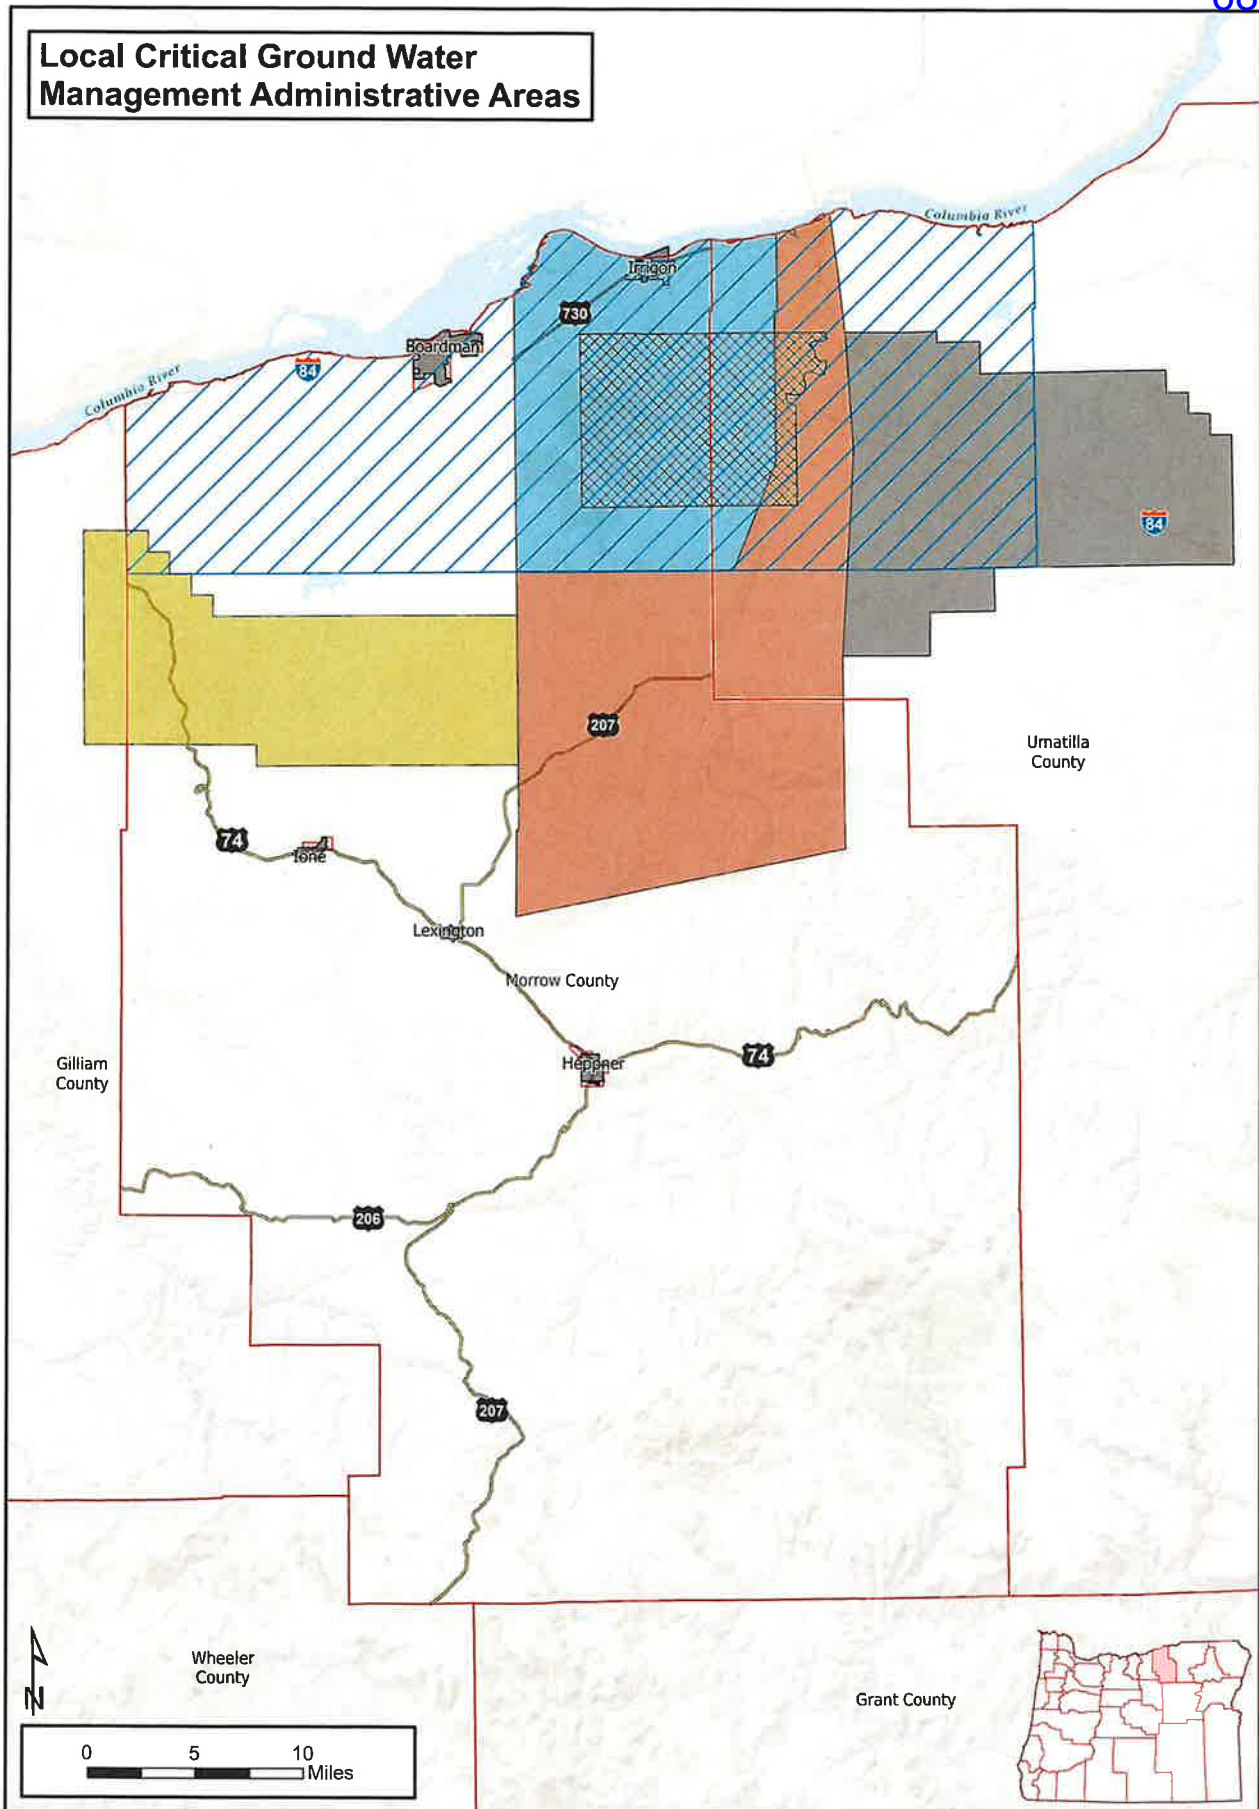 Local Critical Ground Water
Management Administrative Areas
Columbia River
Irrigon
730
Boardman
84
Columbia River
84
207
Umatilla
County
74
Ione
Lexington
Morrow County
Gilliam
County
Heppner
74
206
207
N
Wheeler
County
Grant County
0 5 10
Miles